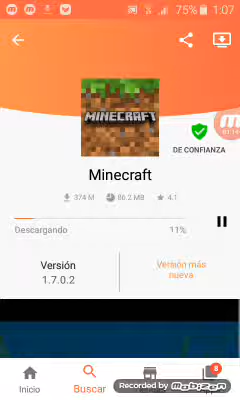 75% 1:07
MINECRAFT
DE CONFIANZA
Minecraft
374 M 86.2 MB 4.1
Descargando 11%
Versión
1.7.0.2
Versión más
nueva
8
Inicio
Buscar
Recorded by Mobizen